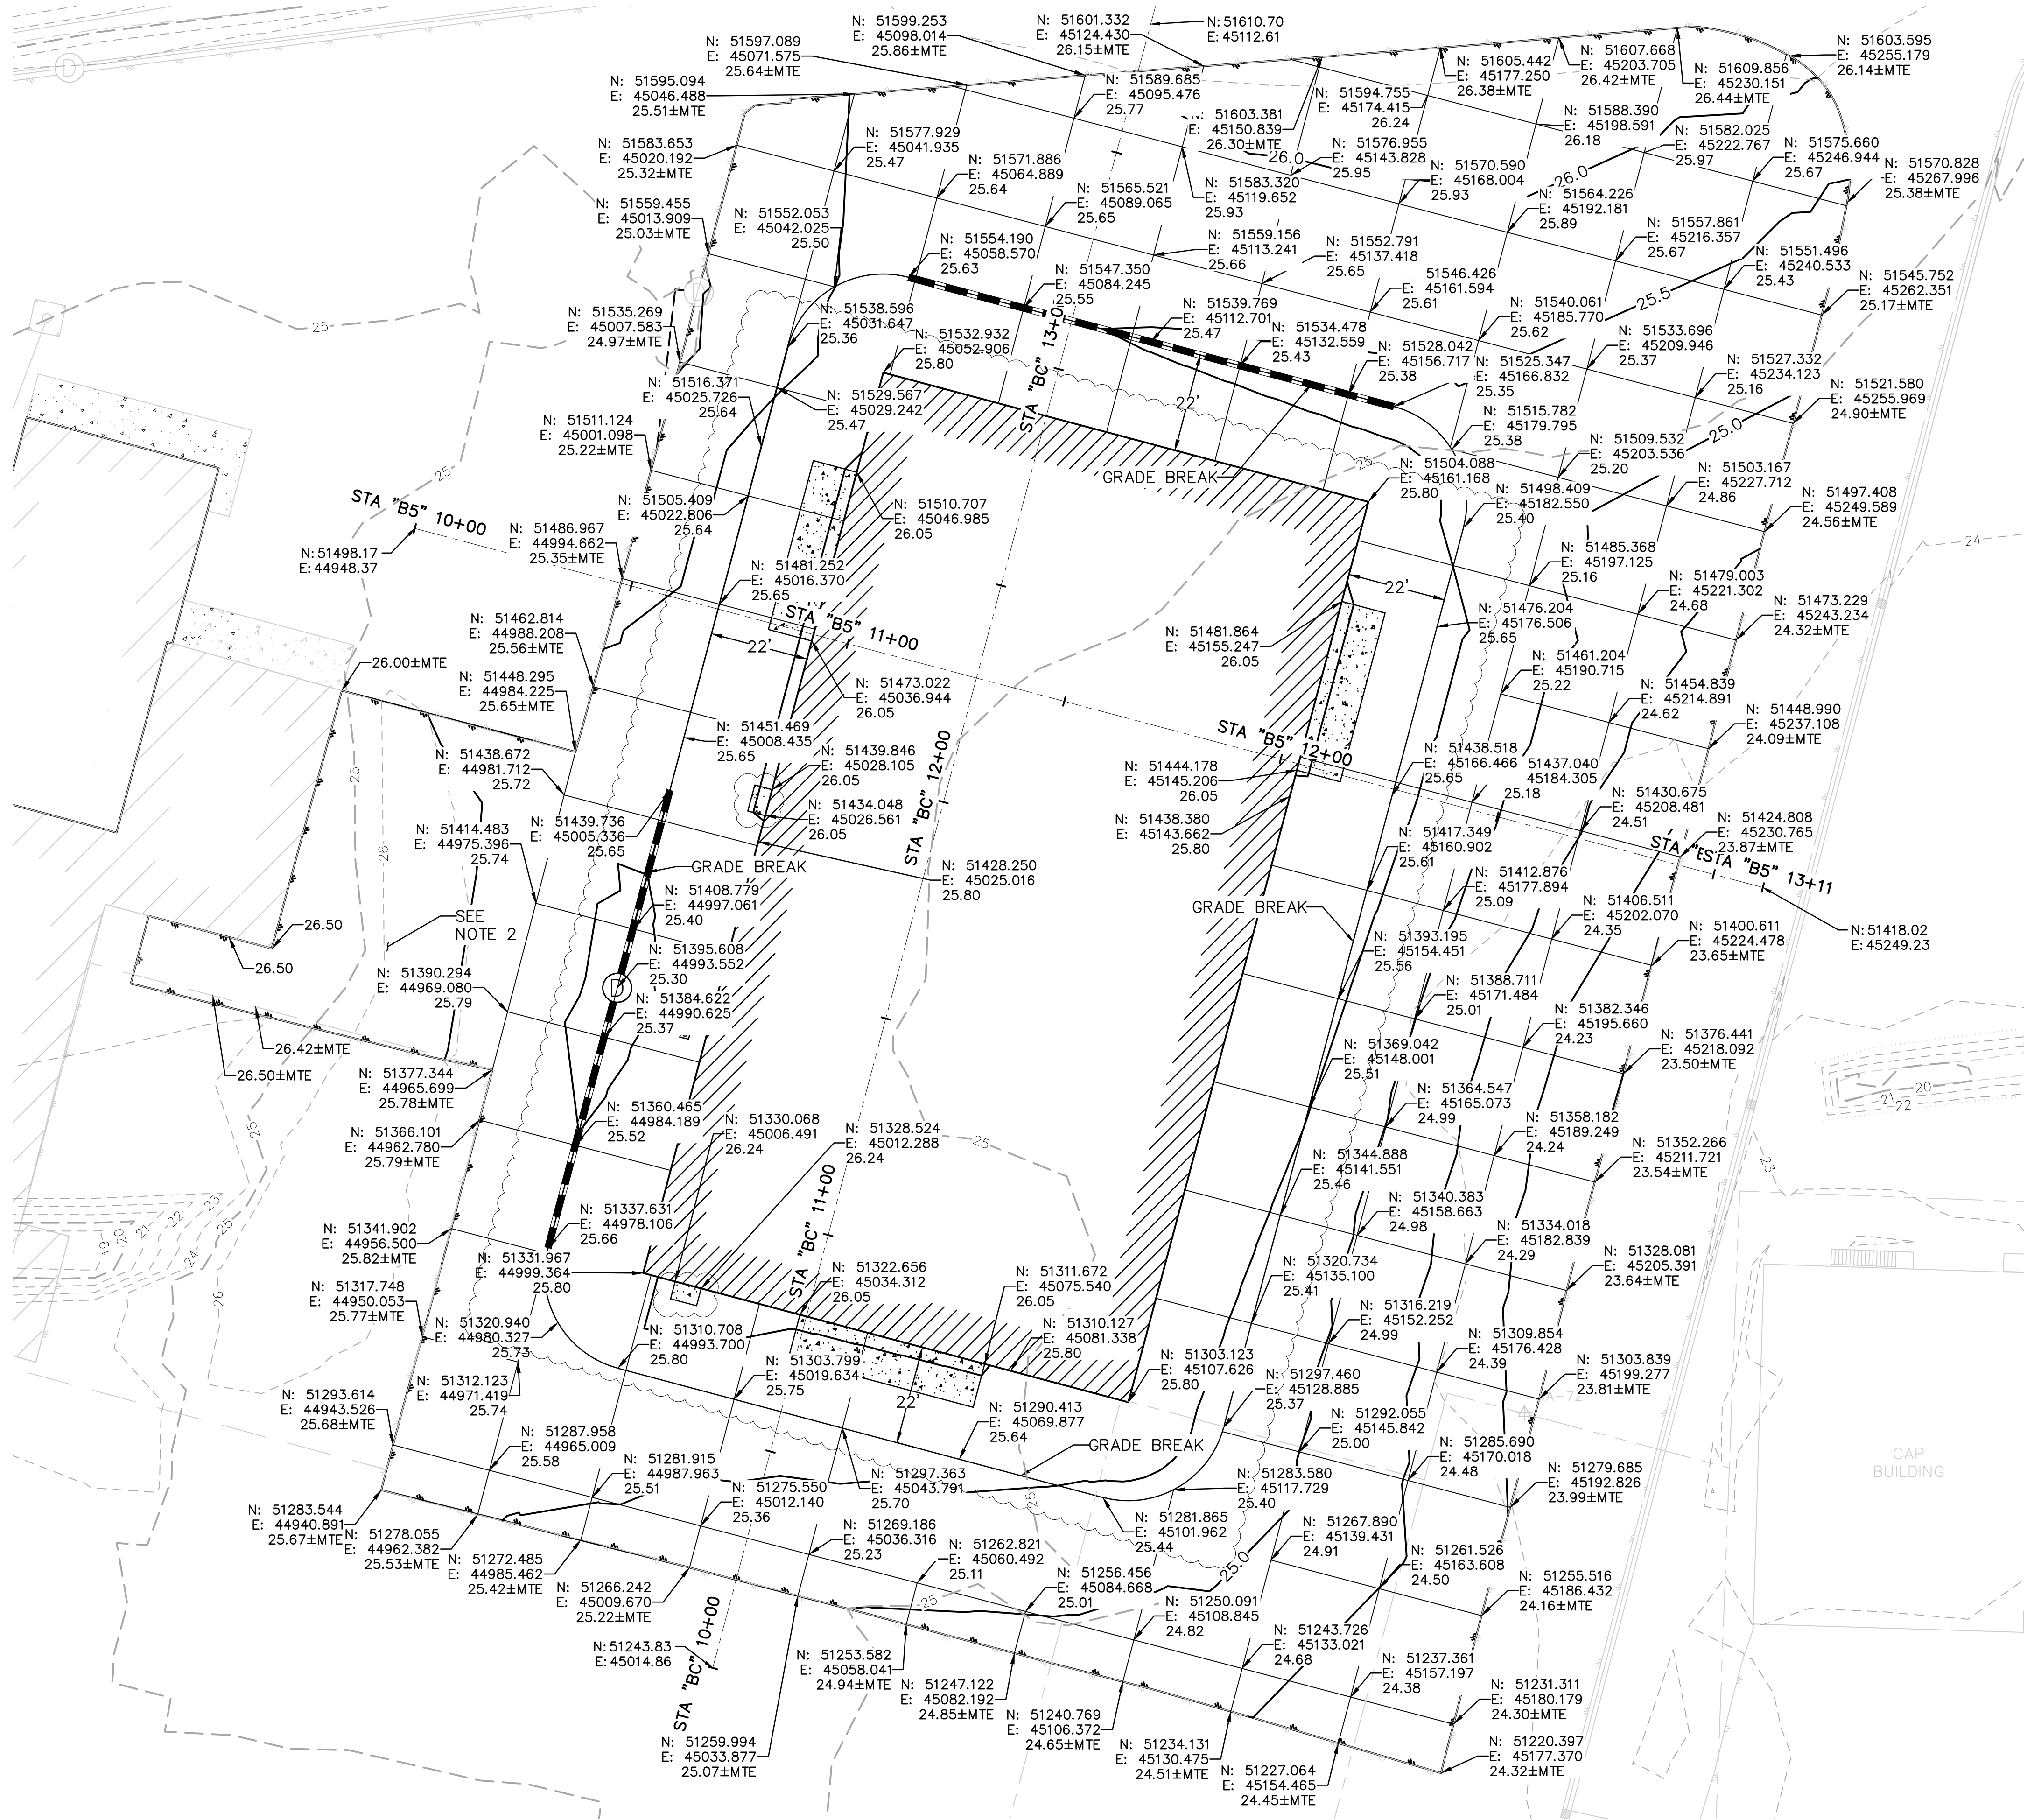 N: 51599.253
E: 45098.014
25.86±MTE
N: 51601.332
E: 45124.430
26.15±MTE
N: 51610.70
E: 45112.61
N: 51597.089
E: 45071.575
25.64±MTE
N: 51595.094
E: 45046.488
25.51±MTE
N: 51589.685
E: 45095.476
25.77
N: 51605.442
E: 45177.250
26.38±MTE
N: 51607.668
E: 45203.705
26.42±MTE
N: 51609.856
E: 45230.151
26.44±MTE
N: 51603.595
E: 45255.179
26.14±MTE
N: 51594.755
E: 45174.415
26.24
N: 51603.381
E: 45150.839
26.30±MTE
N: 51588.390
E: 45198.591
26.18
N: 51582.025
E: 45222.767
25.97
N: 51575.660
E: 45246.944
25.67
N: 51570.828
E: 45267.996
25.38±MTE
N: 51583.653
E: 45020.192
25.32±MTE
N: 51577.929
E: 45041.935
25.47
N: 51571.886
E: 45064.889
25.64
N: 51565.521
E: 45089.065
25.65
N: 51583.320
E: 45119.652
25.93
26.0
N: 51576.955
E: 45143.828
25.95
N: 51570.590
E: 45168.004
25.93
26.0
N: 51564.226
E: 45192.181
25.89
N: 51557.861
E: 45216.357
25.67
N: 51551.496
E: 45240.533
25.43
N: 51545.752
E: 45262.351
25.17±MTE
N: 51559.455
E: 45013.909
25.03±MTE
N: 51552.053
E: 45042.025
25.50
N: 51554.190
E: 45058.570
25.63
N: 51559.156
E: 45113.241
25.66
N: 51552.791
E: 45137.418
25.65
N: 51547.350
E: 45084.245
25.55
N: 51546.426
E: 45161.594
25.61
25.5
N: 51540.061
E: 45185.770
25.62
N: 51533.696
E: 45209.946
25.37
N: 51527.332
E: 45234.123
25.16
N: 51521.580
E: 45255.969
24.90±MTE
N: 51535.269
E: 45007.583
24.97±MTE
N: 51538.596
E: 45031.647
25.36
N: 51532.932
E: 45052.906
25.80
STA "BC" 13+0
N: 51539.769
E: 45112.701
25.47
N: 51534.478
E: 45132.559
25.43
N: 51528.042
E: 45156.717
25.38
N: 51525.347
E: 45166.832
25.35
25
N: 51516.371
E: 45025.726
25.64
N: 51529.567
E: 45029.242
25.47
22'
N: 51515.782
E: 45179.795
25.38
25.0
N: 51509.532
E: 45203.536
25.20
N: 51503.167
E: 45227.712
24.86
N: 51497.408
E: 45249.589
24.56±MTE
N: 51511.124
E: 45001.098
25.22±MTE
25
GRADE BREAK
25
N: 51504.088
E: 45161.168
25.80
N: 51498.409
E: 45182.550
25.40
STA "B5" 10+00
N: 51498.17
E: 44948.37
N: 51505.409
E: 45022.806
25.64
N: 51510.707
E: 45046.985
26.05
N: 51486.967
E: 44994.662
25.35±MTE
24
N: 51485.368
E: 45197.125
25.16
N: 51479.003
E: 45221.302
24.68
N: 51473.229
E: 45243.234
24.32±MTE
N: 51481.252
E: 45016.370
25.65
STA "B5" 11+00
22'
22'
N: 51476.204
E: 45176.506
25.65
N: 51481.864
E: 45155.247
26.05
N: 51462.814
E: 44988.208
25.56±MTE
26.00±MTE
N: 51448.295
E: 44984.225
25.65±MTE
N: 51473.022
E: 45036.944
26.05
N: 51461.204
E: 45190.715
25.22
N: 51454.839
E: 45214.891
24.62
N: 51448.990
E: 45237.108
24.09±MTE
N: 51451.469
E: 45008.435
25.65
STA "B5" 12+00
N: 51438.672
E: 44981.712
25.72
25
N: 51439.846
E: 45028.105
26.05
N: 51438.518
E: 45166.466
25.65
N: 51444.178
E: 45145.206
26.05
51437.040
45184.305
25.18
N: 51430.675
E: 45208.481
24.51
N: 51424.808
E: 45230.765
23.87±MTE
STA "BC" 12+00
N: 51434.048
E: 45026.561
26.05
N: 51438.380
E: 45143.662
25.80
N: 51439.736
E: 45005.336
25.65
N: 51414.483
E: 44975.396
25.74
26
N: 51417.349
E: 45160.902
25.61
STA "B5" 13+11
GRADE BREAK
N: 51428.250
E: 45025.016
25.80
N: 51412.876
E: 45177.894
25.09
N: 51406.511
E: 45202.070
24.35
N: 51400.611
E: 45224.478
23.65±MTE
N: 51418.02
E: 45249.23
N: 51408.779
E: 44997.061
25.40
SEE
NOTE 2
26.50
26.50
GRADE BREAK
N: 51393.195
E: 45154.451
25.56
N: 51395.608
E: 44993.552
25.30
D
N: 51390.294
E: 44969.080
25.79
N: 51384.622
E: 44990.625
25.37
N: 51388.711
E: 45171.484
25.01
N: 51382.346
E: 45195.660
24.23
N: 51376.441
E: 45218.092
23.50±MTE
26.42±MTE
26.50±MTE
N: 51377.344
E: 44965.699
25.78±MTE
N: 51369.042
E: 45148.001
25.51
20
21
22
N: 51364.547
E: 45165.073
24.99
N: 51358.182
E: 45189.249
24.24
N: 51352.266
E: 45211.721
23.54±MTE
N: 51366.101
E: 44962.780
25.79±MTE
N: 51360.465
E: 44984.189
25.52
N: 51330.068
E: 45006.491
26.24
N: 51328.524
E: 45012.288
26.24
25
25
23
N: 51344.888
E: 45141.551
25.46
N: 51340.383
E: 45158.663
24.98
N: 51334.018
E: 45182.839
24.29
N: 51328.081
E: 45205.391
23.64±MTE
N: 51341.902
E: 44956.500
25.82±MTE
N: 51337.631
E: 44978.106
25.66
STA "BC" 11+00
19
20
21
22
23
24
25
26
N: 51331.967
E: 44999.364
25.80
N: 51322.656
E: 45034.312
26.05
N: 51311.672
E: 45075.540
26.05
N: 51320.734
E: 45135.100
25.41
N: 51317.748
E: 44950.053
25.77±MTE
N: 51320.940
E: 44980.327
25.73
N: 51310.708
E: 44993.700
25.80
N: 51310.127
E: 45081.338
25.80
N: 51316.219
E: 45152.252
24.99
N: 51309.854
E: 45176.428
24.39
N: 51303.839
E: 45199.277
23.81±MTE
N: 51303.799
E: 45019.634
25.75
N: 51303.123
E: 45107.626
25.80
N: 51297.460
E: 45128.885
25.37
N: 51312.123
E: 44971.419
25.74
N: 51293.614
E: 44943.526
25.68±MTE
22'
N: 51290.413
E: 45069.877
25.64
N: 51292.055
E: 45145.842
25.00
N: 51285.690
E: 45170.018
24.48
N: 51279.685
E: 45192.826
23.99±MTE
CAP
BUILDING
N: 51287.958
E: 44965.009
25.58
GRADE BREAK
N: 51281.915
E: 44987.963
25.51
N: 51275.550
E: 45012.140
25.36
N: 51297.363
E: 45043.791
25.70
25
N: 51283.580
E: 45117.729
25.40
N: 51283.544
E: 44940.891
25.67±MTE
N: 51278.055
E: 44962.382
25.53±MTE
N: 51269.186
E: 45036.316
25.23
N: 51281.865
E: 45101.962
25.44
N: 51267.890
E: 45139.431
24.91
N: 51261.526
E: 45163.608
24.50
N: 51255.516
E: 45186.432
24.16±MTE
N: 51272.485
E: 44985.462
25.42±MTE
N: 51262.821
E: 45060.492
25.11
25.0
N: 51266.242
E: 45009.670
25.22±MTE
N: 51256.456
E: 45084.668
25.01
25
N: 51250.091
E: 45108.845
24.82
STA "BC" 10+00
N: 51243.83
E: 45014.86
N: 51253.582
E: 45058.041
24.94±MTE
N: 51243.726
E: 45133.021
24.68
N: 51237.361
E: 45157.197
24.38
N: 51231.311
E: 45180.179
24.30±MTE
N: 51247.122
E: 45082.192
24.85±MTE
N: 51240.769
E: 45106.372
24.65±MTE
N: 51259.994
E: 45033.877
25.07±MTE
N: 51234.131
E: 45130.475
24.51±MTE
N: 51220.397
E: 45177.370
24.32±MTE
N: 51227.064
E: 45154.465
24.45±MTE